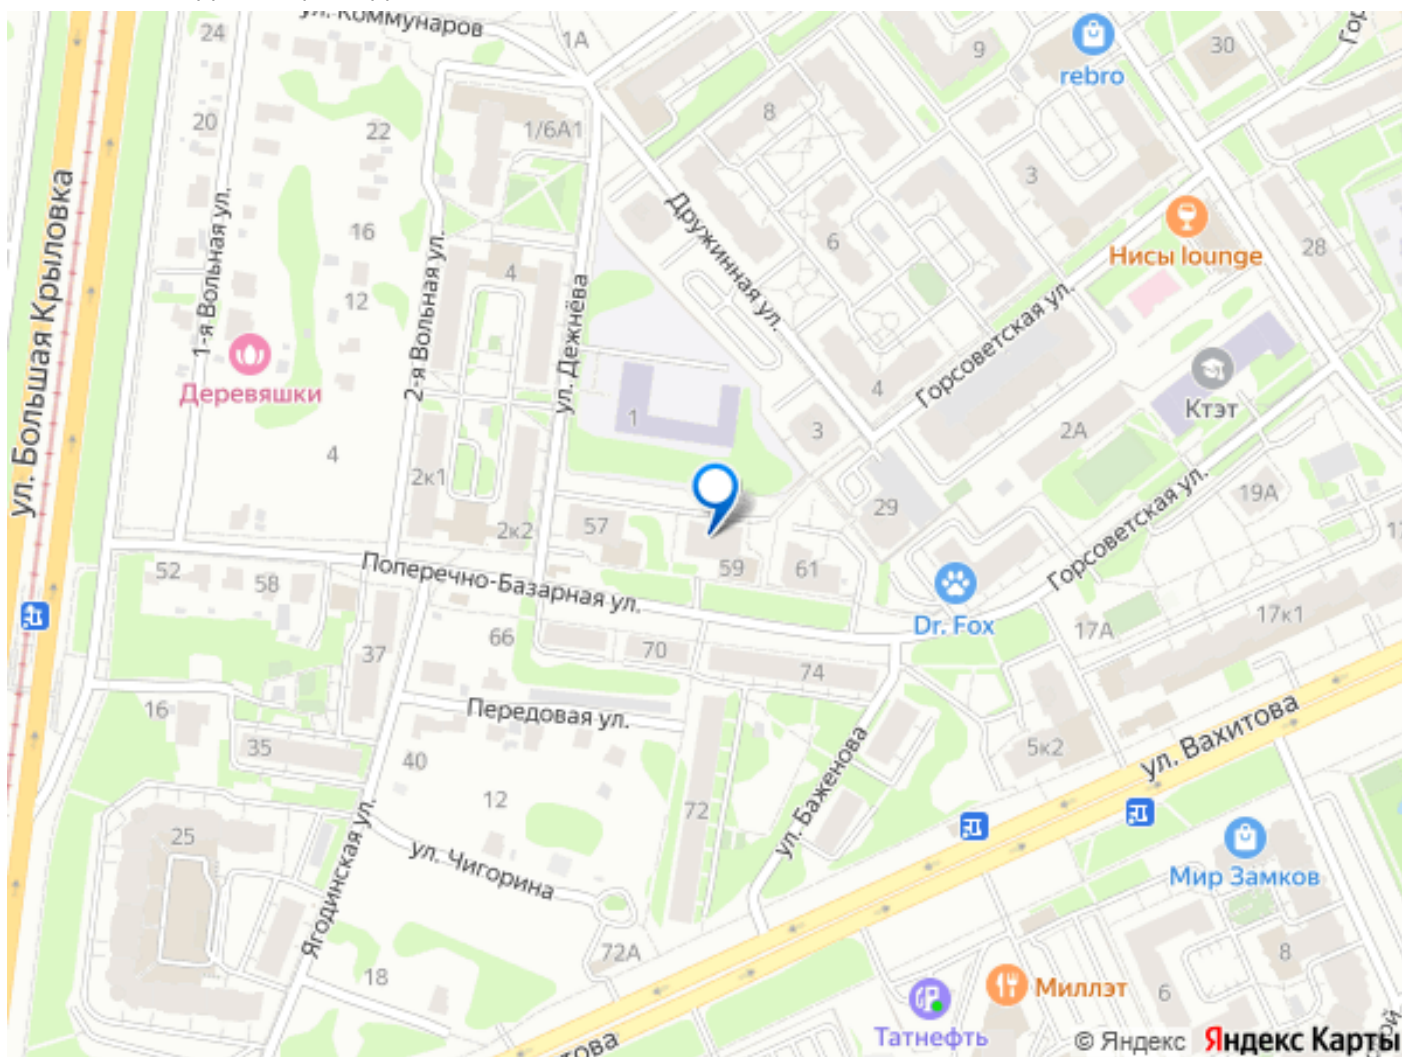 ул. Коммунаров
24
1А
9
rebro
30
20
22
1/6А1
8
3
ул. Большая Крыловка
1-я Вольная ул.
16
2-я Вольная ул.
4
12
ул. Дежнёва
Дружинная ул.
6
Нисы lounge
28
Горсоветская ул.
Деревяшки
4
Ктэт
1
3
2А
4
2к1
2к2
57
29
19А
Горсоветская ул.
52
58
Поперечно-Базарная ул.
59
61
Dr. Fox
17А
17к1
37
66
70
74
16
Передовая ул.
35
40
5к2
ул. Вахитова
12
72
ул. Баженова
25
ул. Чигорина
Ягодинская ул.
Мир Замков
72А
18
8
Миллэт
6
Татнефть
© Яндекс Яндекс Карты